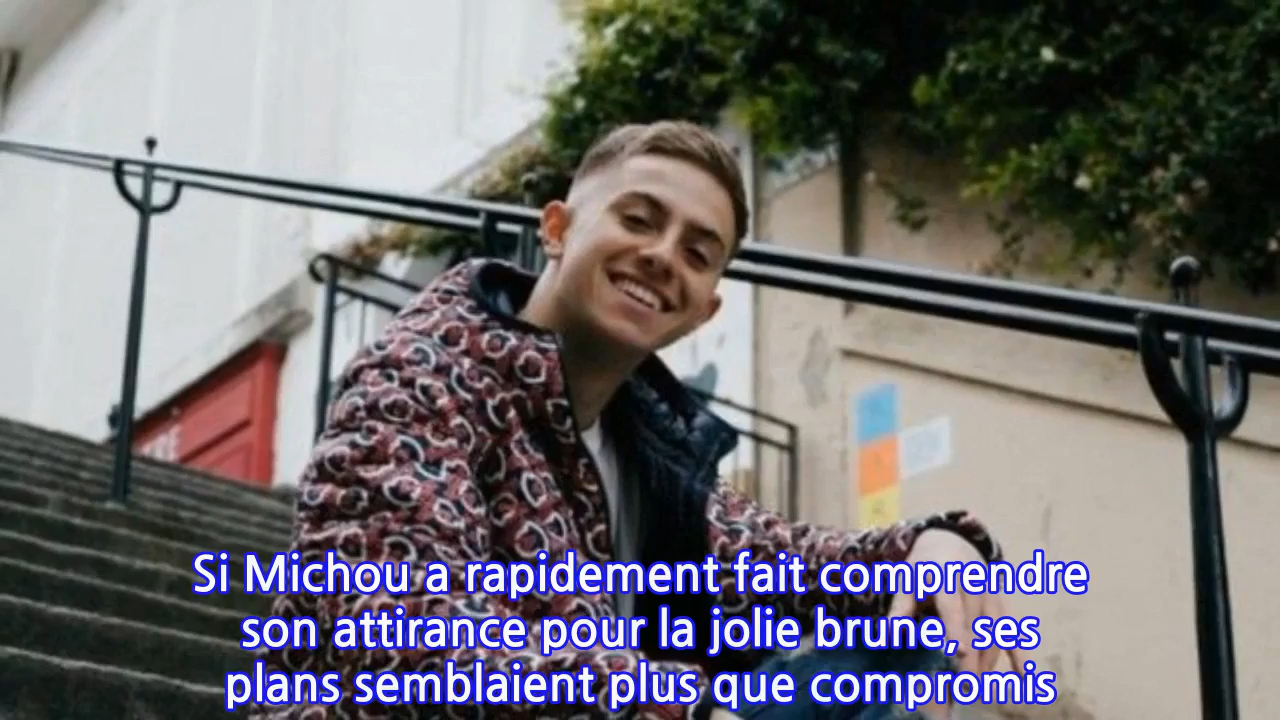 Si Michou a rapidement fait comprendre
son attirance pour la jolie brune, ses
plans semblaient plus que compromis